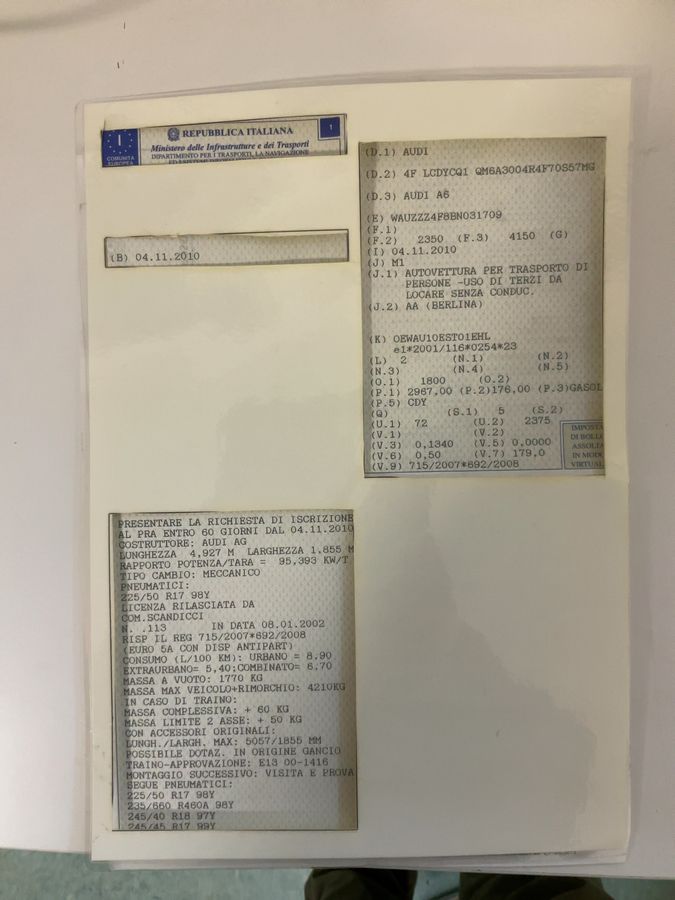 I
COMUNITA
EUROPEA
REPUBBLICA ITALIANA
Ministero delle Infrastrutture e dei Trasporti
DIPARTIMENTO PER I TRASPORTI, LA NAVIGAZIONE
1
(B) 04.11.2010
(D.1) AUDI
(D.2) 4F LCDYCQ1 QM6A3004R4F70S57MG
(D.3) AUDI A6
(E) WAUZZZ4F8BN031709
(F.1)
(F.2) 2350 (F.3) 4150 (G)
(I) 04.11.2010
(J) M1
(J.1) AUTOVETTURA PER TRASPORTO DI
PERSONE -USO DI TERZI DA
LOCARE SENZA CONDUC.
(J.2) AA (BERLINA)
(K) OEWAU10EST01EHL
e1*2001/116*0254*23
(L) 2 (N.1) (N.2)
(N.3) (N.4) (N.5)
(O.1) 1800 (O.2)
(P.1) 2967,00 (P.2)176,00 (P.3)GASOL
(P.5) CDY
(Q) (S.1) 5 (S.2)
(U.1) 72 (U.2) 2375
(V.1) (V.2)
(V.3) 0,1340 (V.5) 0,0000
(V.6) 0,50 (V.7) 179,0
(V.9) 715/2007*692/2008
IMPOSTA
DI BOLL
ASSOLTA
IN MODO
VIRTUAL
PRESENTARE LA RICHIESTA DI ISCRIZIONE
AL PRA ENTRO 60 GIORNI DAL 04.11.2010
COSTRUTTORE: AUDI AG
LUNGHEZZA 4,927 M LARGHEZZA 1,855 M
RAPPORTO POTENZA/TARA = 95,393 KW/T
TIPO CAMBIO: MECCANICO
PNEUMATICI:
225/50 R17 98Y
LICENZA RILASCIATA DA
COM.SCANDICCI
N. .113 IN DATA 08.01.2002
RISP IL REG 715/2007*692/2008
(EURO 5A CON DISP ANTIPART)
CONSUMO (L/100 KM): URBANO = 8,90
EXTRAURBANO= 5,40;COMBINATO= 6,70
MASSA A VUOTO: 1770 KG
MASSA MAX VEICOLO+RIMORCHIO: 4210KG
IN CASO DI TRAINO:
MASSA COMPLESSIVA: + 60 KG
MASSA LIMITE 2 ASSE: + 50 KG
CON ACCESSORI ORIGINALI:
LUNGH./LARGH. MAX: 5057/1855 MM
POSSIBILE DOTAZ. IN ORIGINE GANCIO
TRAINO-APPROVAZIONE: E13 00-1416
MONTAGGIO SUCCESSIVO: VISITA E PROVA
SEGUE PNEUMATICI:
225/50 R17 98Y
235/660 R460A 98Y
245/40 R18 97Y
245/45 R17 99Y